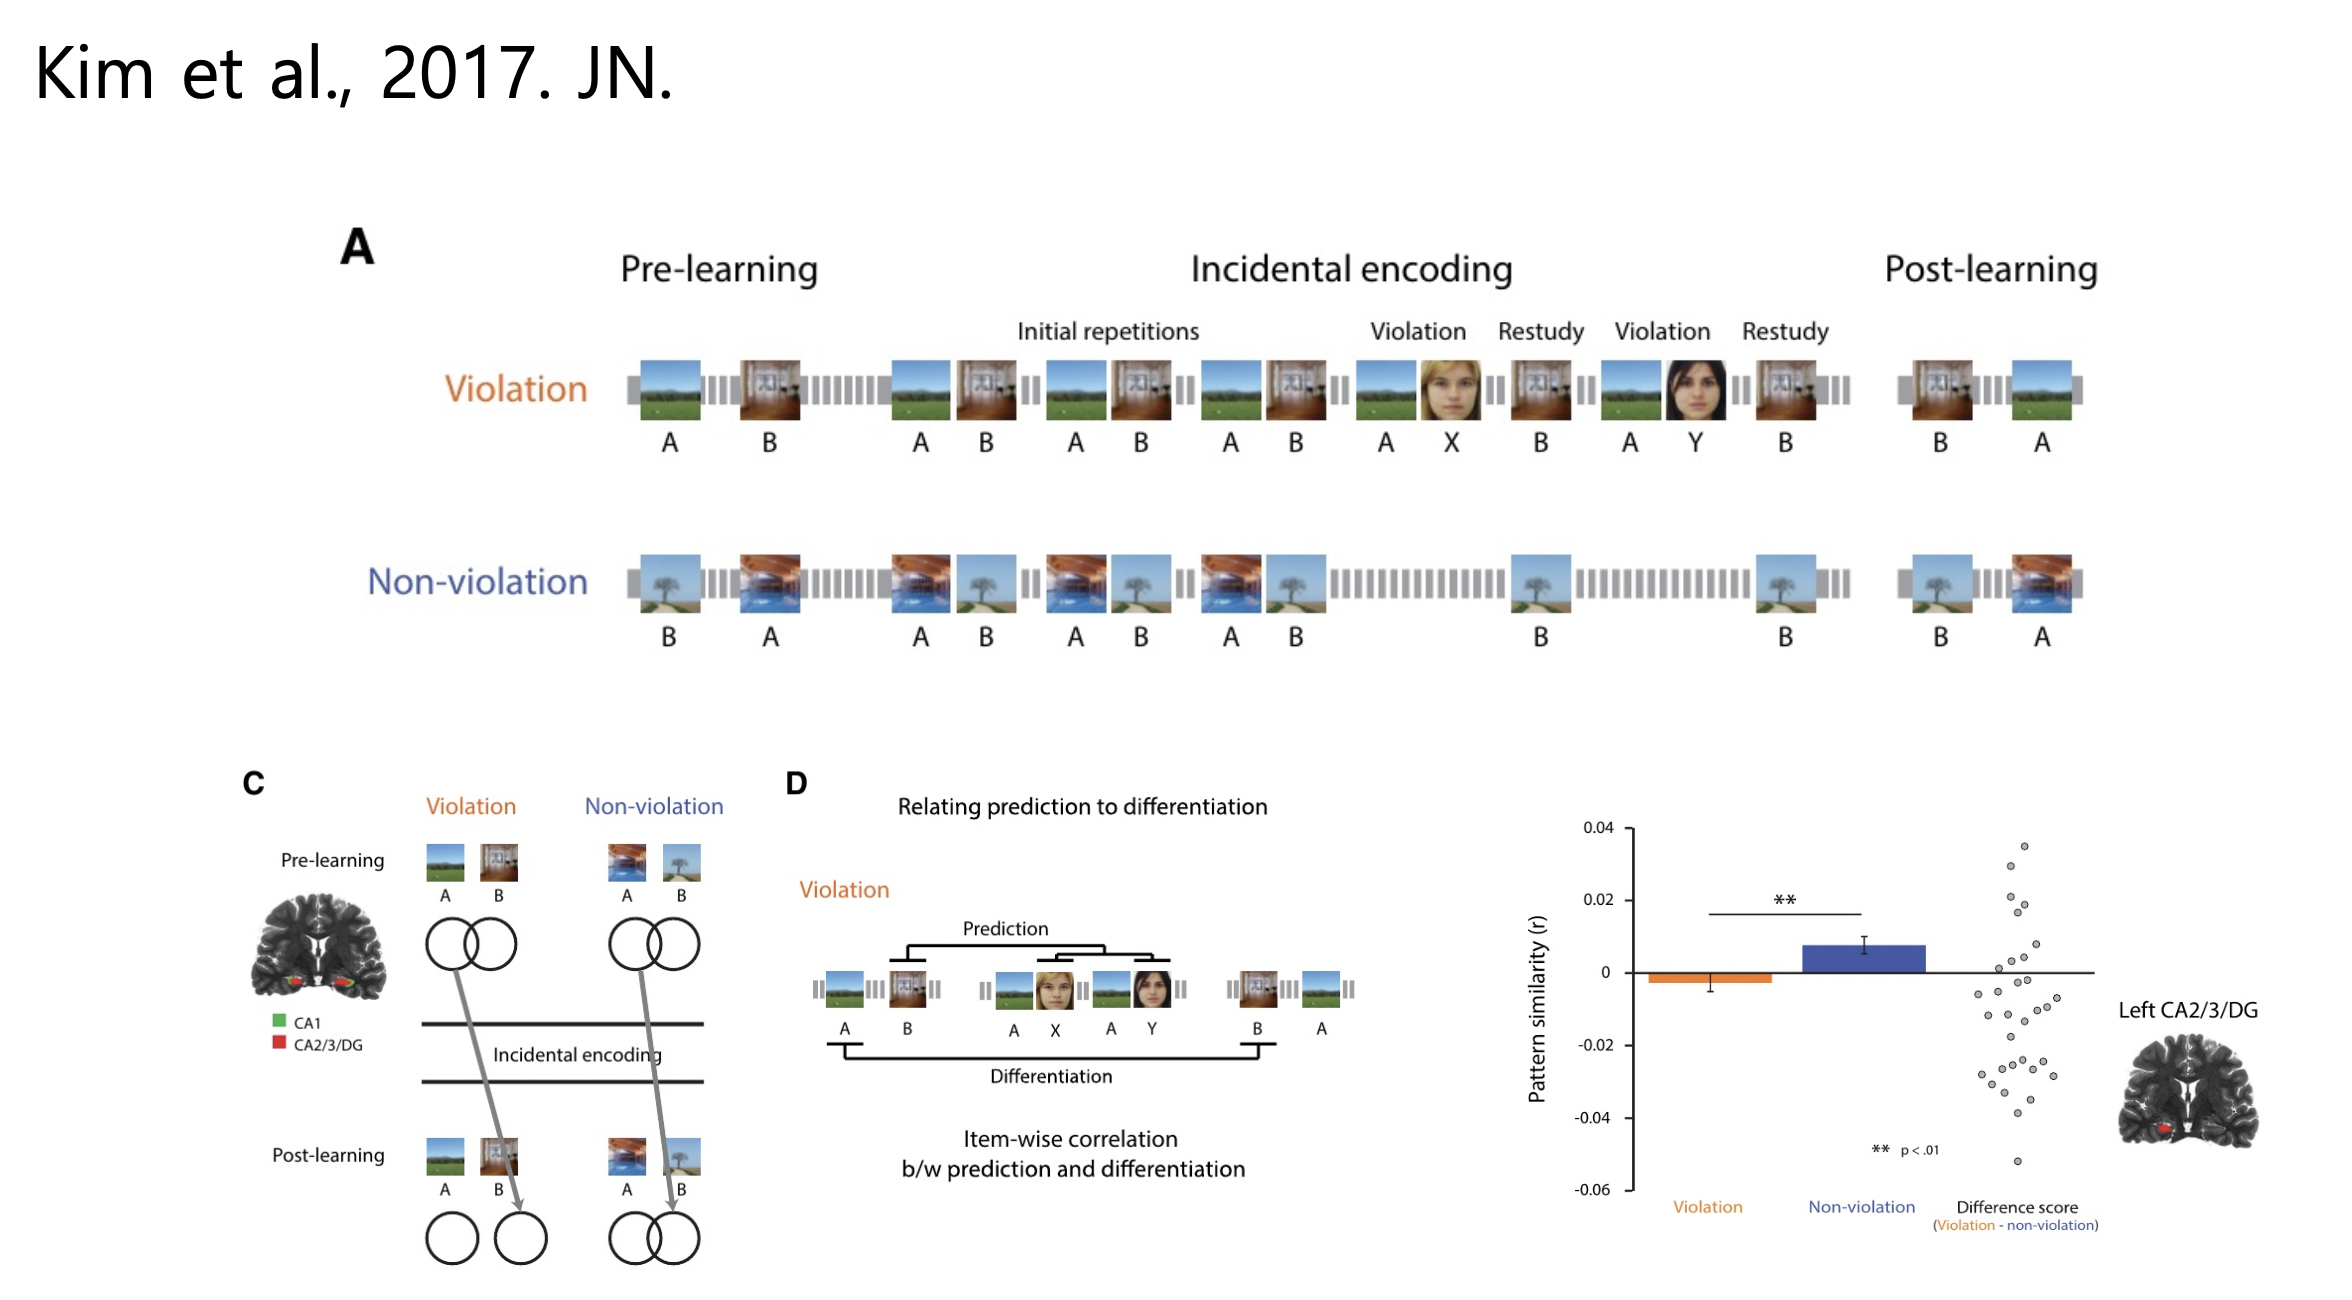 Kim et al., 2017. JN.
A
Pre-learning Incidental encoding Post-learning
Initial repetitions Violation Restudy Violation Restudy
Violation
A B A B A B A B A X B A Y B B A
Non-violation
B A A B A B A B B B B A
C
Violation Non-violation
Pre-learning
A B A B
CA1
CA2/3/DG
Incidental encoding
Post-learning
A B A B
D
Relating prediction to differentiation
Violation
Prediction
A B A X A Y B A
Differentiation
Item-wise correlation
b/w prediction and differentiation
Pattern similarity (r)
0.04
0.02
0
-0.02
-0.04
-0.06
**
** p < .01
Violation Non-violation Difference score
(Violation - non-violation)
Left CA2/3/DG